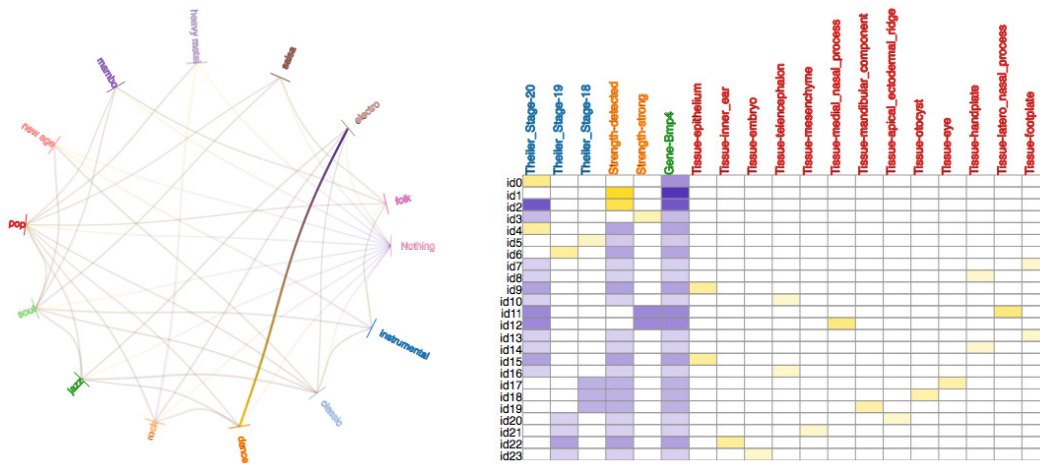 heavy metal
salsa
mambo
electro
new age
folk
pop
Nothing
soul
instrumental
jazz
classic
rock
dance
Theiler_Stage-20
Theiler_Stage-19
Theiler_Stage-18
Strength-detected
Strength-strong
Gene-Bmp4
Tissue-epithelium
Tissue-inner_ear
Tissue-embryo
Tissue-telencephalon
Tissue-mesenchyme
Tissue-medial_nasal_process
Tissue-mandibular_component
Tissue-apical_ectodermal_ridge
Tissue-otocyst
Tissue-eye
Tissue-handplate
Tissue-latero_nasal_process
Tissue-footplate
id0
id1
id2
id3
id4
id5
id6
id7
id8
id9
id10
id11
id12
id13
id14
id15
id16
id17
id18
id19
id20
id21
id22
id23